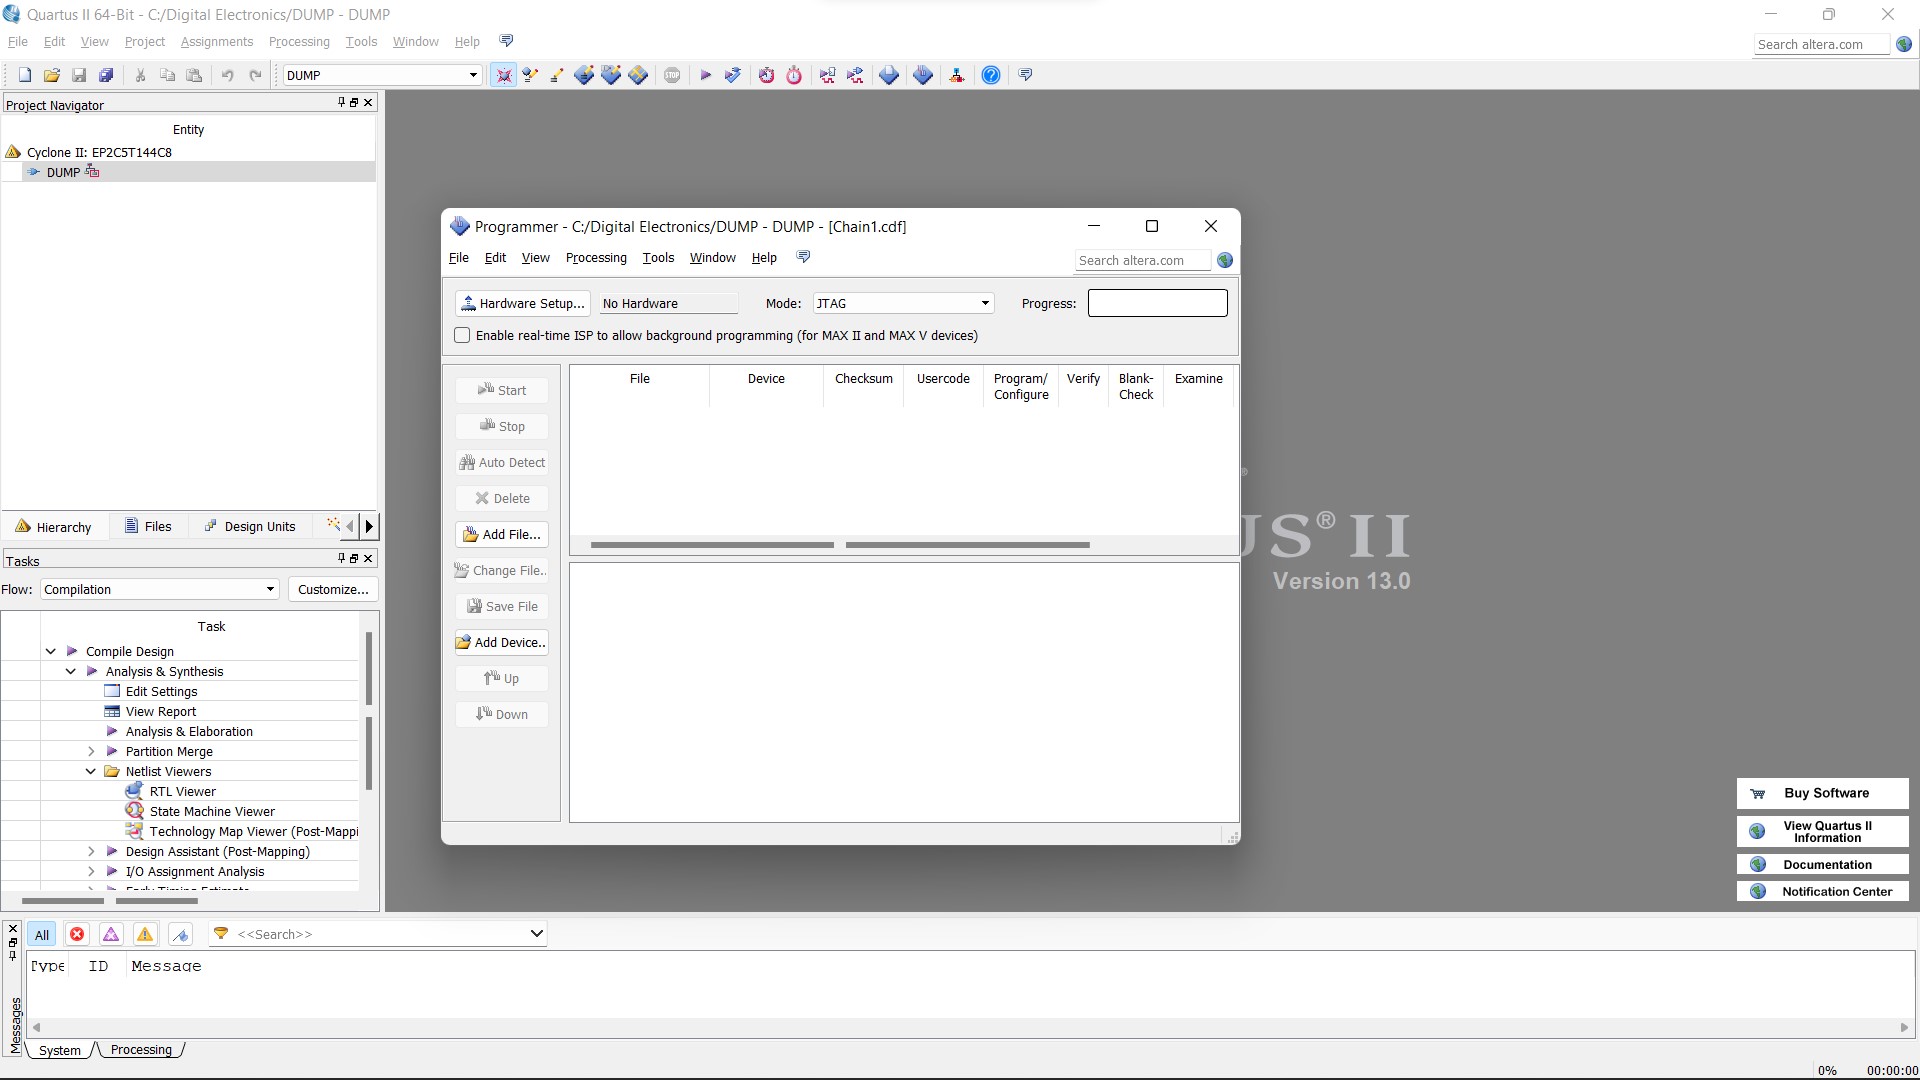 Quartus II 64-Bit - C:/Digital Electronics/DUMP - DUMP
File Edit View Project Assignments Processing Tools Window Help
Search altera.com
DUMP
STOP
Project Navigator
Entity
Cyclone II: EP2C5T144C8
DUMP
Hierarchy Files Design Units
Tasks
Flow: Compilation Customize...
Task
Compile Design
Analysis & Synthesis
Edit Settings
View Report
Analysis & Elaboration
Partition Merge
Netlist Viewers
RTL Viewer
State Machine Viewer
Technology Map Viewer (Post-Mappi
Design Assistant (Post-Mapping)
I/O Assignment Analysis
Early Timing Estimate
Programmer - C:/Digital Electronics/DUMP - DUMP - [Chain1.cdf]
File Edit View Processing Tools Window Help
Search altera.com
Hardware Setup... No Hardware Mode: JTAG Progress:
Enable real-time ISP to allow background programming (for MAX II and MAX V devices)
Start
Stop
Auto Detect
Delete
Add File...
Change File..
Save File
Add Device..
Up
Down
File Device Checksum Usercode Program/ Configure Verify Blank- Check Examine
US® II
Version 13.0
Buy Software
View Quartus II
Information
Documentation
Notification Center
All <<Search>>
Type ID Message
Messages
System Processing
0% 00:00:00